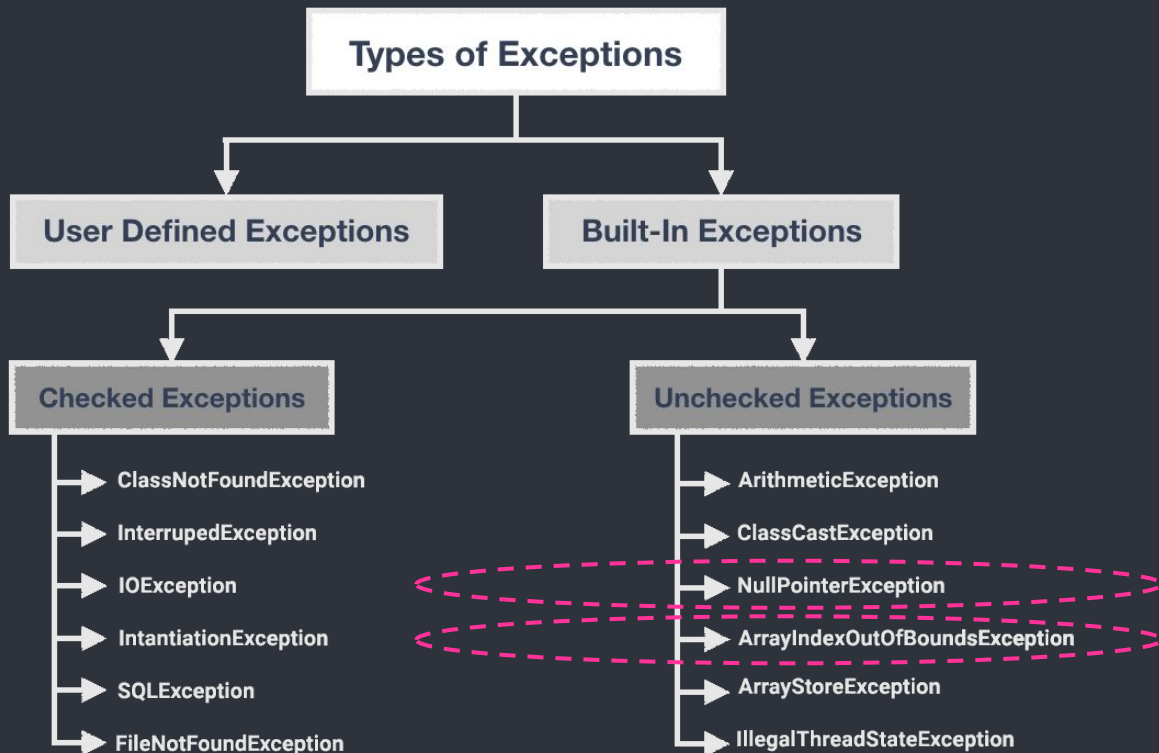 Types of Exceptions
User Defined Exceptions
Built-In Exceptions
Checked Exceptions
ClassNotFoundException
InterrupedException
IOException
IntantiationException
SQLException
FileNotFoundException
Unchecked Exceptions
ArithmeticException
ClassCastException
NullPointerException
ArrayIndexOutOfBoundsException
ArrayStoreException
IllegalThreadStateException